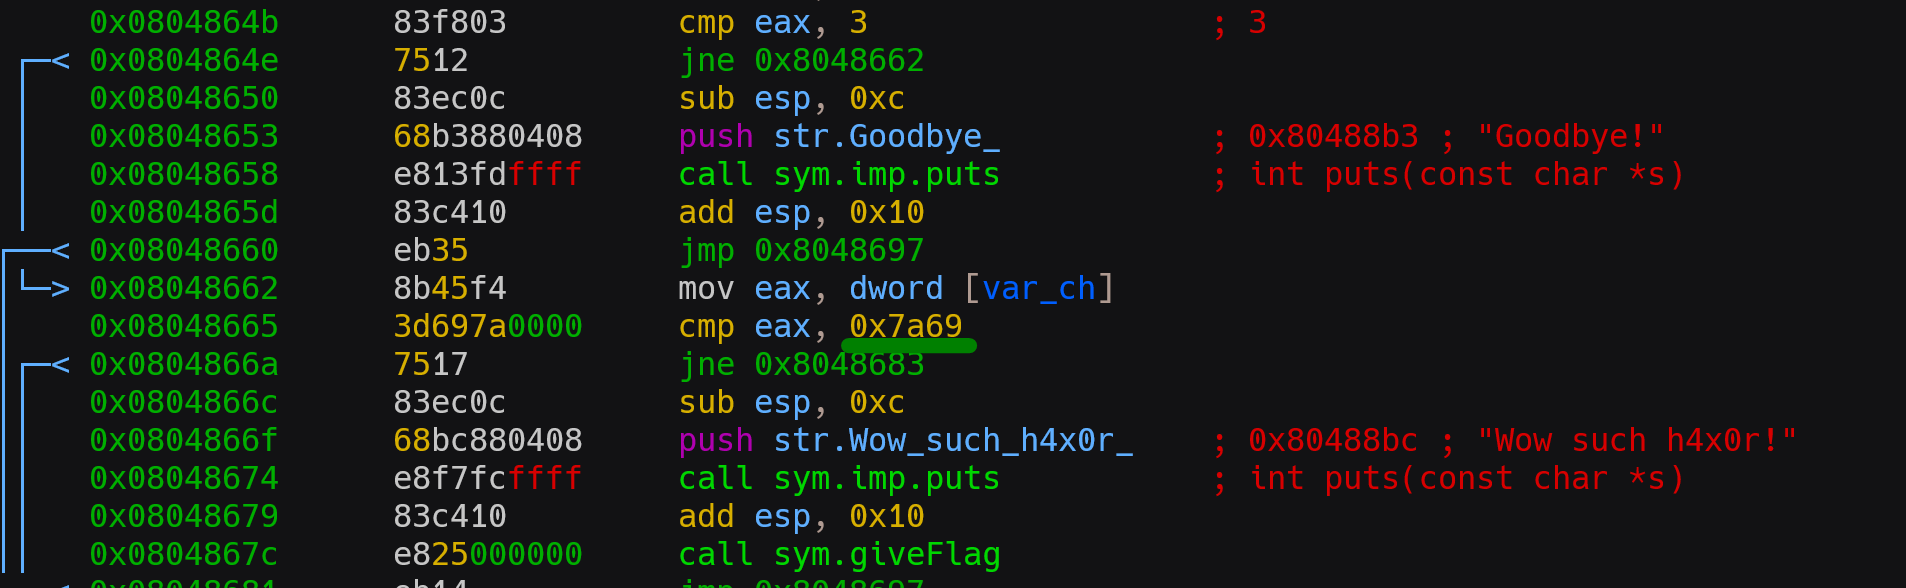 0x0804864b 83f803 cmp eax, 3 ; 3
0x0804864e 7512 jne 0x8048662
0x08048650 83ec0c sub esp, 0xc
0x08048653 68b3880408 push str.Goodbye_ ; 0x80488b3 ; "Goodbye!"
0x08048658 e813fdffff call sym.imp.puts ; int puts(const char *s)
0x0804865d 83c410 add esp, 0x10
0x08048660 eb35 jmp 0x8048697
0x08048662 8b45f4 mov eax, dword [var_ch]
0x08048665 3d697a0000 cmp eax, 0x7a69
0x0804866a 7517 jne 0x8048683
0x0804866c 83ec0c sub esp, 0xc
0x0804866f 68bc880408 push str.Wow_such_h4x0r_ ; 0x80488bc ; "Wow such h4x0r!"
0x08048674 e8f7fcffff call sym.imp.puts ; int puts(const char *s)
0x08048679 83c410 add esp, 0x10
0x0804867c e825000000 call sym.giveFlag
0x08048681 eb14 jmp 0x8048697